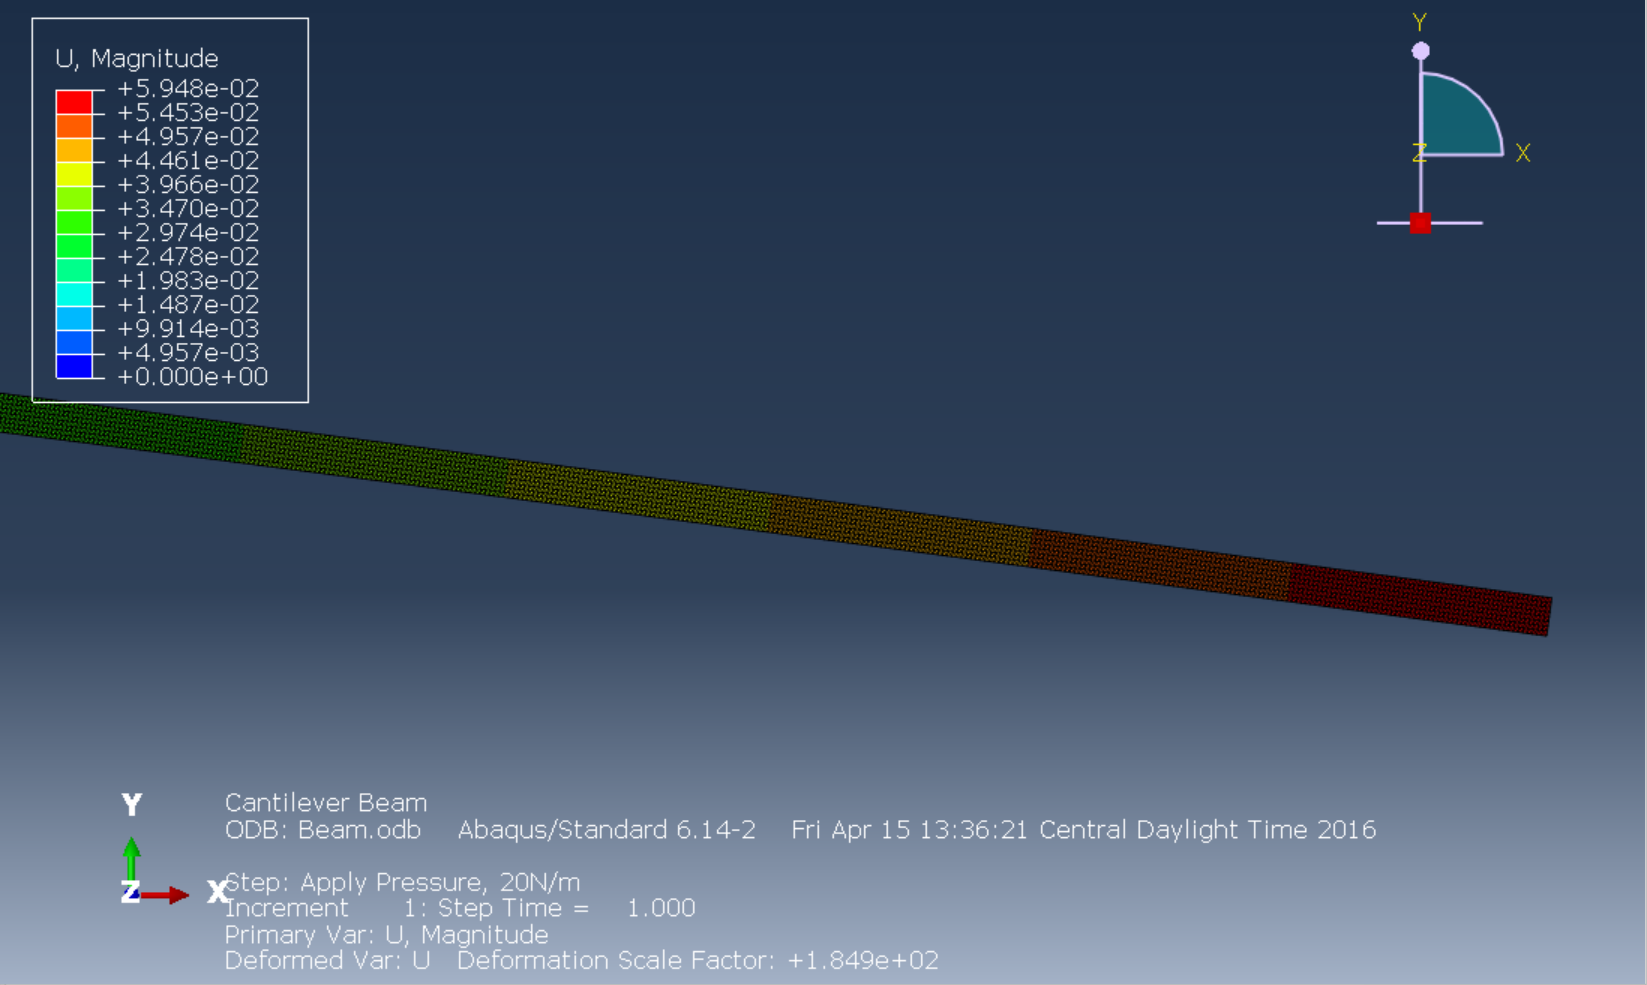 U, Magnitude
+5.948e-02
+5.453e-02
+4.957e-02
+4.461e-02
+3.966e-02
+3.470e-02
+2.974e-02
+2.478e-02
+1.983e-02
+1.487e-02
+9.914e-03
+4.957e-03
+0.000e+00
Y
Z X
Y
Z X
Cantilever Beam
ODB: Beam.odb Abaqus/Standard 6.14-2 Fri Apr 15 13:36:21 Central Daylight Time 2016
Step: Apply Pressure, 20N/m
Increment 1: Step Time = 1.000
Primary Var: U, Magnitude
Deformed Var: U Deformation Scale Factor: +1.849e+02